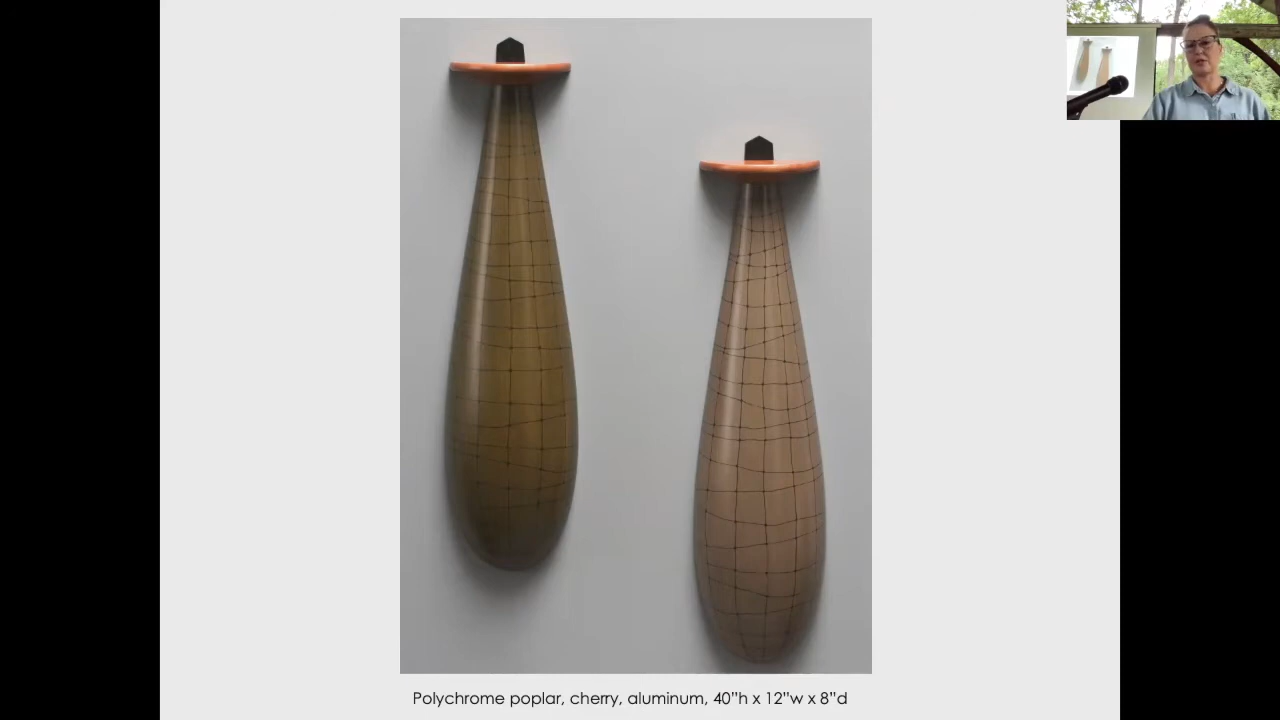 Polychrome poplar, cherry, aluminum, 40”h x 12”w x 8”d